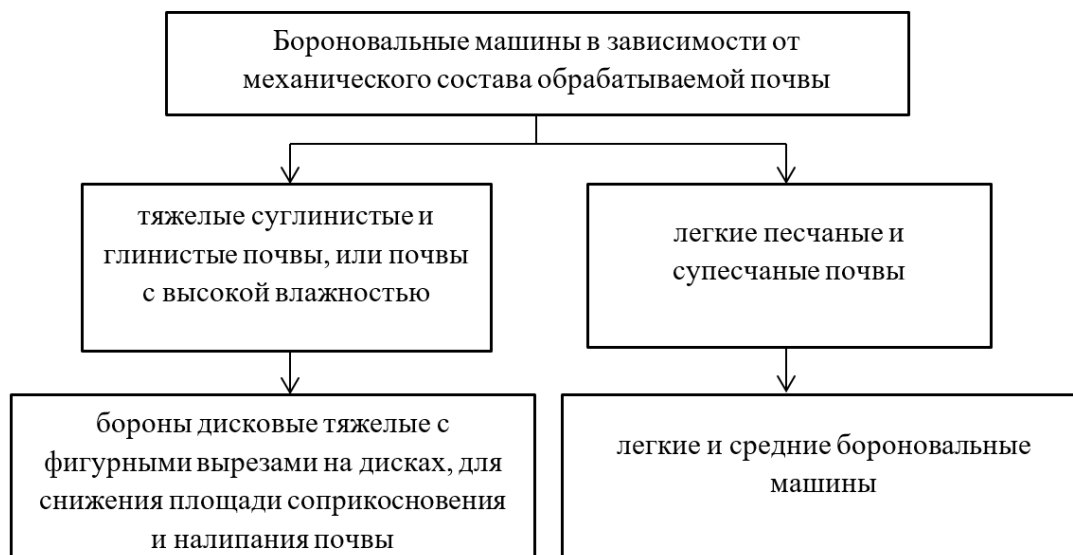 Бороновальные машины в зависимости от
механического состава обрабатываемой почвы
тяжелые суглинистые и
глинистые почвы, или почвы
с высокой влажностью
легкие песчаные и
супесчаные почвы
бороны дисковые тяжелые с
фигурными вырезами на дисках, для
снижения площади соприкосновения
и налипания почвы
легкие и средние бороновальные
машины